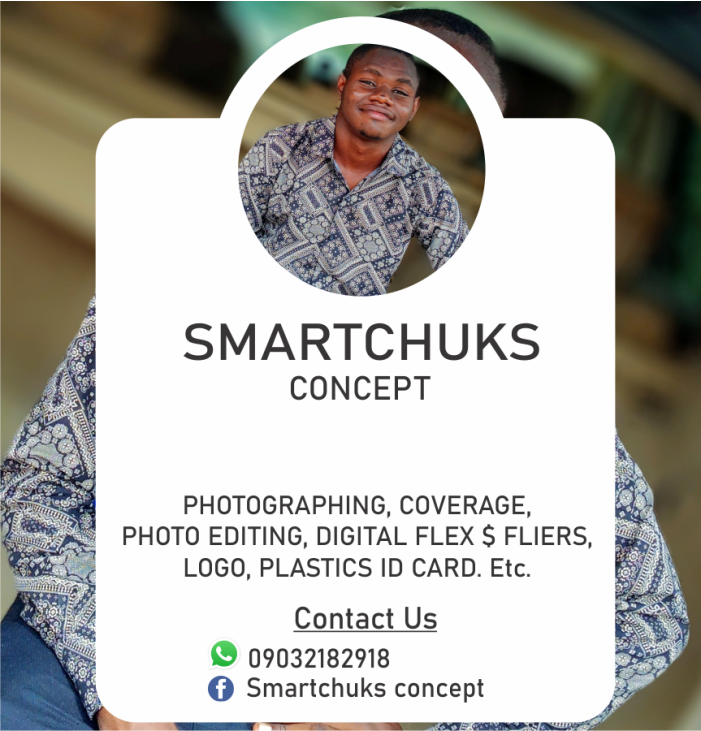 SMARTCHUKS
CONCEPT
PHOTOGRAPHING, COVERAGE,
PHOTO EDITING, DIGITAL FLEX $ FLIERS,
LOGO, PLASTICS ID CARD. Etc.
Contact Us
09032182918
Smartchuks concept